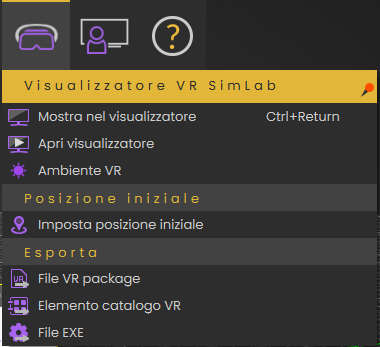 ?
Visualizzatore VR SimLab
Mostra nel visualizzatore Ctrl+Return
Apri visualizzatore
Ambiente VR
Posizione iniziale
Imposta posizione iniziale
Esporta
File VR package
Elemento catalogo VR
File EXE